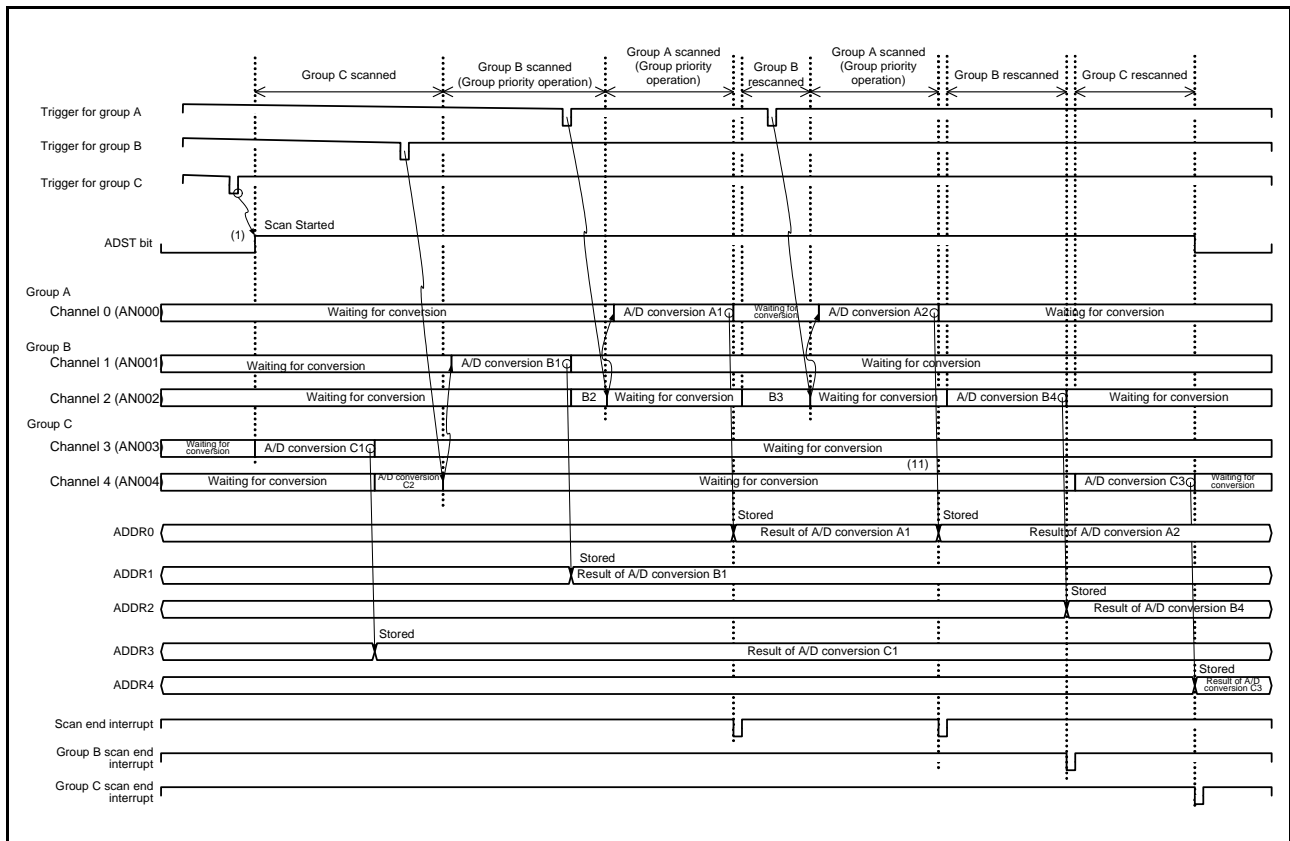 Group C scanned
Group B scanned
(Group priority operation)
Group A scanned
(Group priority
operation)
Group B
rescanned
Group A scanned
(Group priority
operation)
Group B rescanned
Group C rescanned
Trigger for group A
Trigger for group B
Trigger for group C
(1)
Scan Started
ADST bit
Group A
Channel 0 (AN000)
Waiting for conversion
A/D conversion A1
Waiting for
conversion
A/D conversion A2
Waiting for conversion
Group B
Channel 1 (AN001)
Waiting for conversion
A/D conversion B1
Waiting for conversion
Channel 2 (AN002)
Waiting for conversion
B2
Waiting for conversion
B3
Waiting for conversion
A/D conversion B4
Waiting for conversion
Group C
Channel 3 (AN003)
Waiting for
conversion
A/D conversion C1
Waiting for conversion
(11)
Channel 4 (AN004)
Waiting for conversion
A/D conversion
C2
Waiting for conversion
A/D conversion C3
Waiting for
conversion
ADDR0
Stored
Result of A/D conversion A1
Stored
Result of A/D conversion A2
ADDR1
Stored
Result of A/D conversion B1
ADDR2
Stored
Result of A/D conversion B4
ADDR3
Stored
Result of A/D conversion C1
ADDR4
Stored
Result of A/D
conversion C3
Scan end interrupt
Group B scan end
interrupt
Group C scan end
interrupt